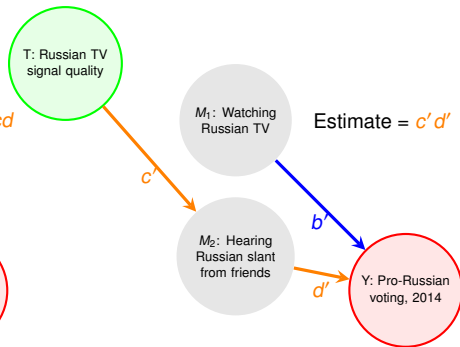 T: Russian TV
signal quality
cd
M₁: Watching
Russian TV
Estimate = c′ d′
c′
b′
M₂: Hearing
Russian slant
from friends
d′
Y: Pro-Russian
voting, 2014